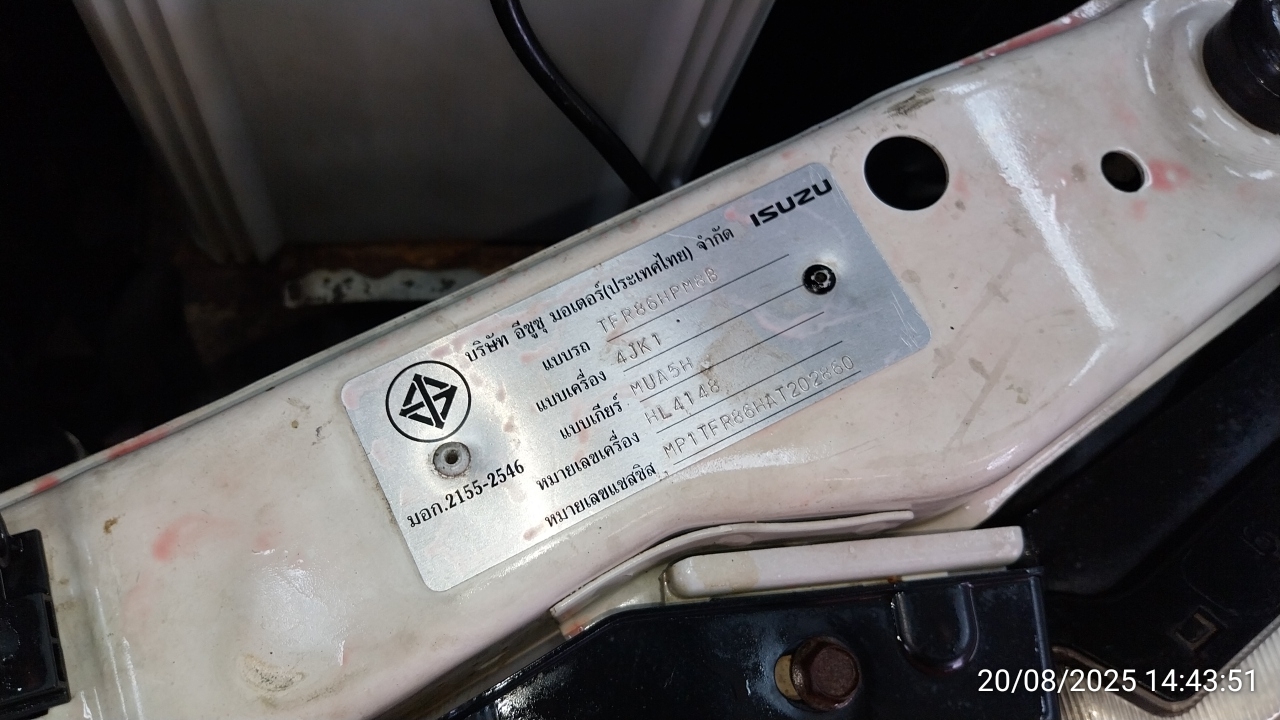 ISUZU
บริษัท อีซูซุ มอเตอร์(ประเทศไทย) จำกัด
แบบรถ TFR86HPM8B
แบบเครื่อง 4JK1
แบบเกียร์ MUA5H
หมายเลขเครื่อง HL4148
หมายเลขแชสซิส MP1TFR86HAT202860
มอก.2155-2546
20/08/2025 14:43:51